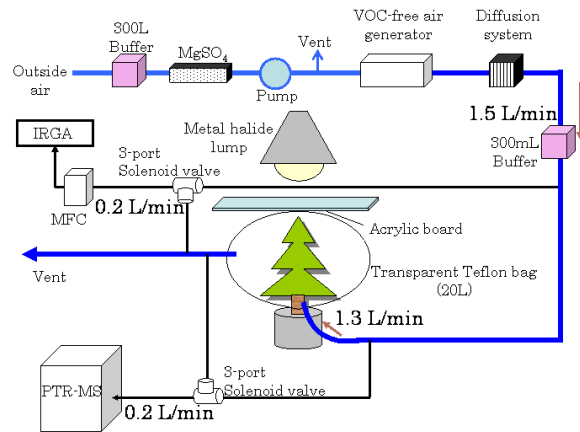 300L
Buffer
MgSO4
VOC-free air
generator
Diffusion
system
Vent
Outside
air
Pump
1.5 L/min
300mL
Buffer
Metal halide
lump
IRGA
3-port
Solenoid valve
MFC
0.2 L/min
Acrylic board
Vent
Transparent Teflon bag
(20L)
1.3 L/min
3-port
Solenoid valve
PTR-MS
0.2 L/min